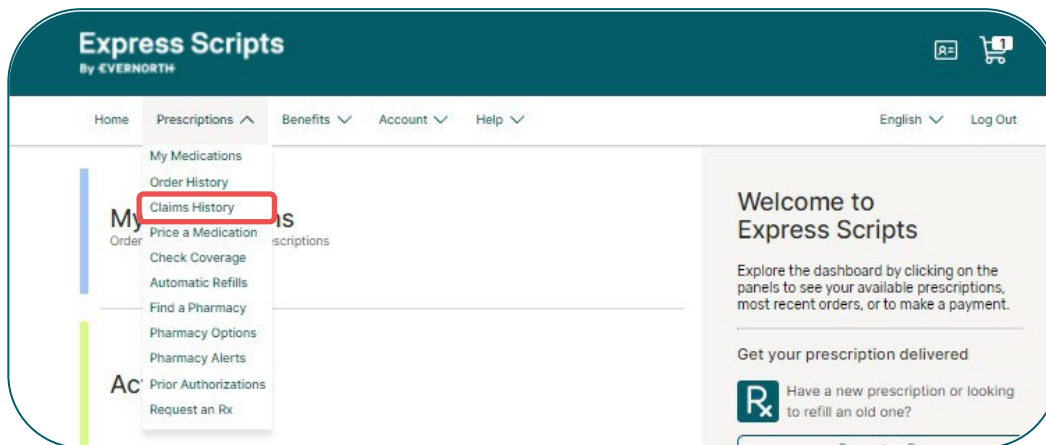 Express Scripts
By EVERNORTH
1
Home Prescriptions Benefits Account Help English Log Out
My Medications
Order History
Claims History
Price a Medication
Check Coverage
Automatic Refills
Find a Pharmacy
Pharmacy Options
Pharmacy Alerts
Prior Authorizations
Request an Rx
My ns
Order scriptions
Ac
Welcome to
Express Scripts
Explore the dashboard by clicking on the
panels to see your available prescriptions,
most recent orders, or to make a payment.
Get your prescription delivered
Rx
Have a new prescription or looking
to refill an old one?